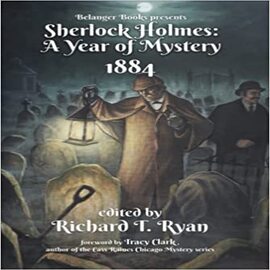 Belanger Books presents
Sherlock Holmes:
A Year of Mystery
1884
edited by
Richard T. Ryan
foreword by Tracy Clark,
author of the Cass Raines Chicago Mystery series